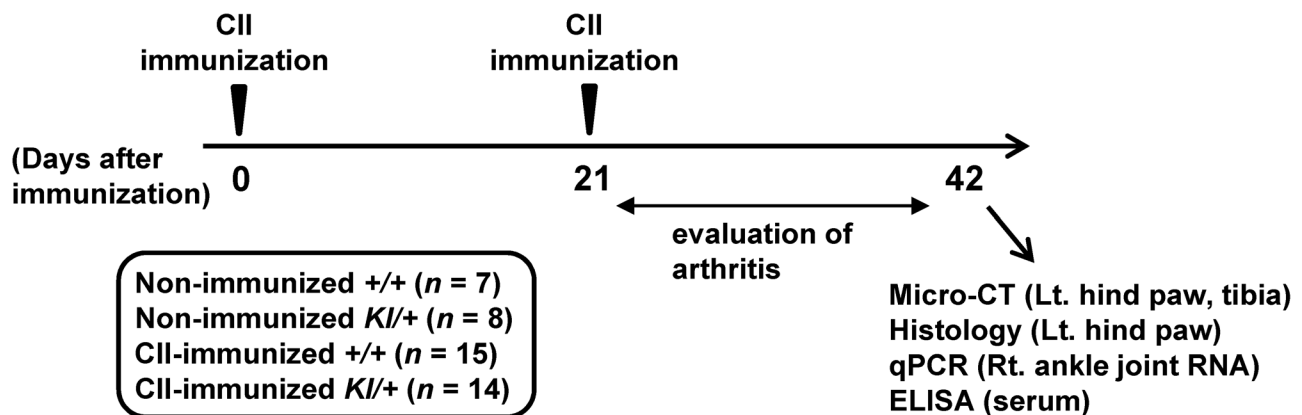 CII
immunization
CII
immunization
(Days after
immunization)
0
21
42
evaluation of
arthritis
Non-immunized +/+ (n = 7)
Non-immunized KI/+ (n = 8)
CII-immunized +/+ (n = 15)
CII-immunized KI/+ (n = 14)
Micro-CT (Lt. hind paw, tibia)
Histology (Lt. hind paw)
qPCR (Rt. ankle joint RNA)
ELISA (serum)